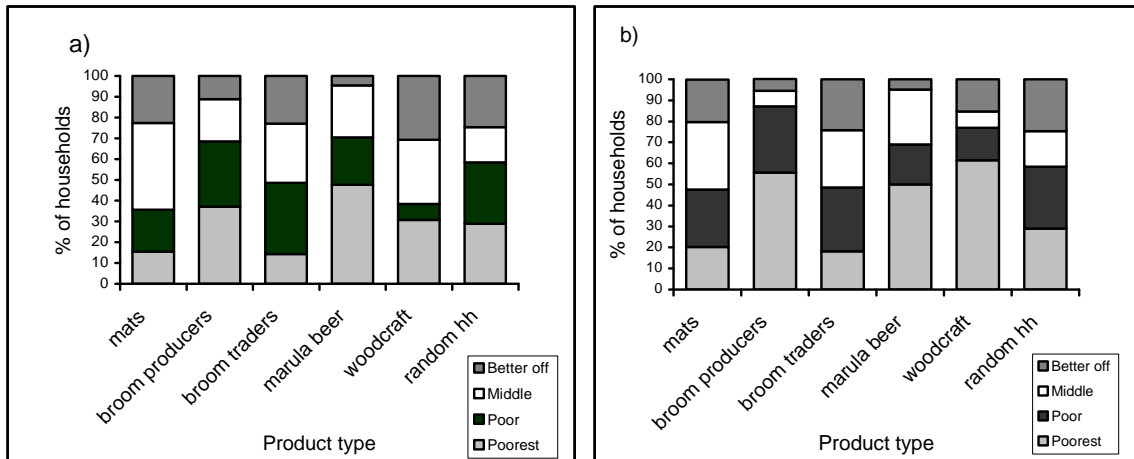 a)
% of households
100
90
80
70
60
50
40
30
20
10
0
mats
broom producers
broom traders
marula beer
woodcraft
random hh
Product type
Better off
Middle
Poor
Poorest
b)
% of households
100
90
80
70
60
50
40
30
20
10
0
mats
broom producers
broom traders
marula beer
woodcraft
random hh
Product type
Better off
Middle
Poor
Poorest